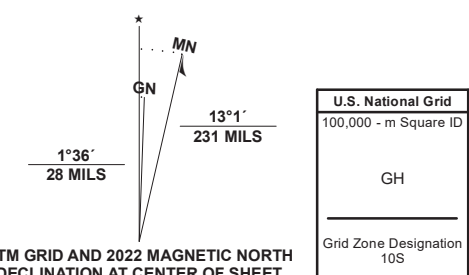 ★
MN
GN
13°1´
231 MILS
1°36´
28 MILS
TM GRID AND 2022 MAGNETIC NORTH
DECLINATION AT CENTER OF SHEET
U.S. National Grid
100,000 - m Square ID
GH
Grid Zone Designation
10S